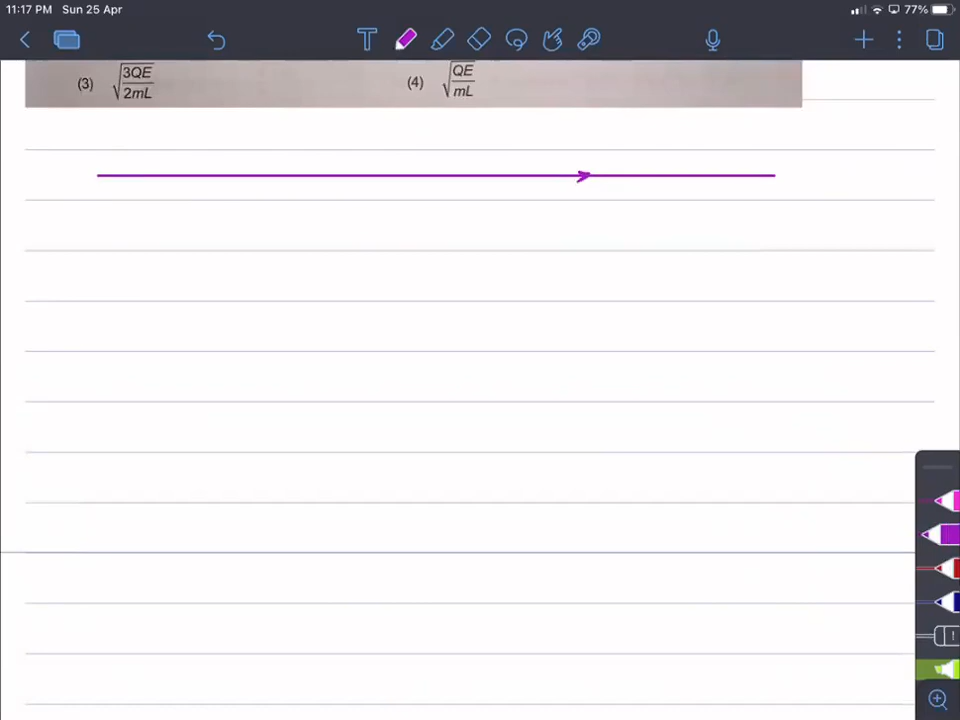 11:17 PM Sun 25 Apr 77%
T
(3) √3QE/2mL (4) √QE/mL